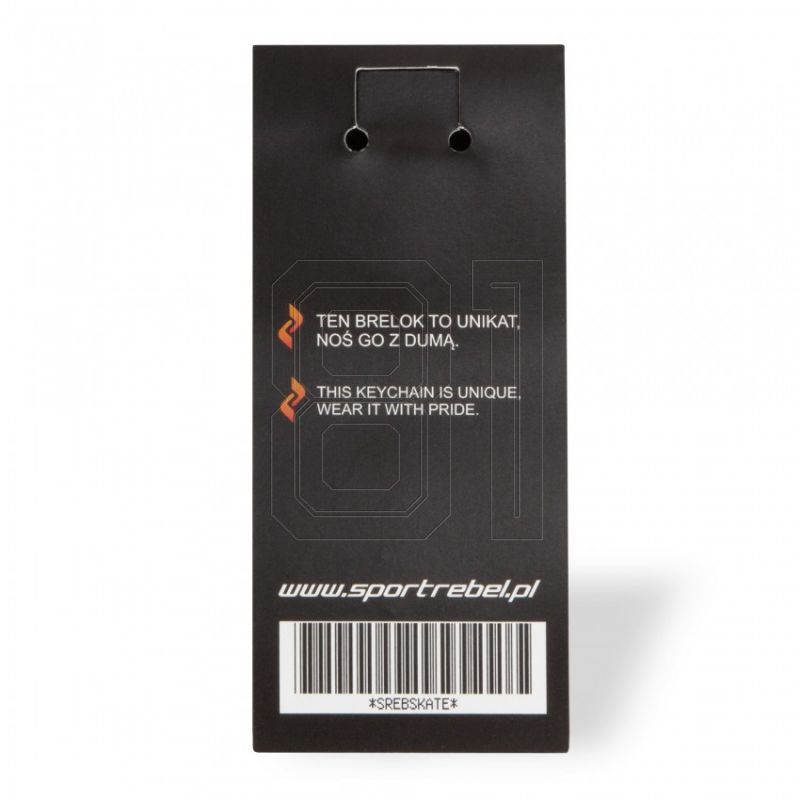 81
TEN BRELOK TO UNIKAT,
NOŚ GO Z DUMĄ.
THIS KEYCHAIN IS UNIQUE,
WEAR IT WITH PRIDE.
www.sportrebel.pl
*SREBSKATE*